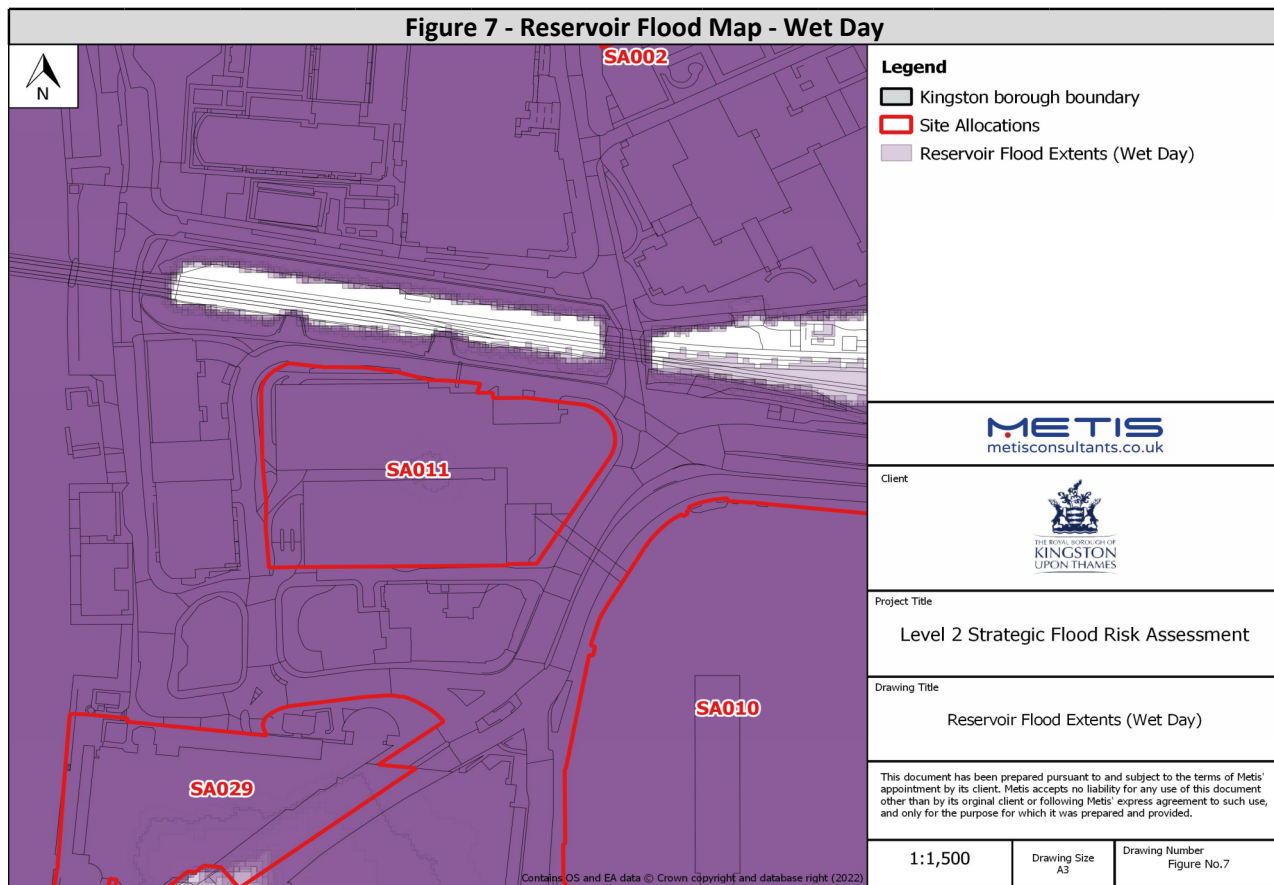 Figure 7 - Reservoir Flood Map - Wet Day
N
SA002
SA011
SA010
SA029
Contains OS and EA data © Crown copyright and database right (2022)
Legend
Kingston borough boundary
Site Allocations
Reservoir Flood Extents (Wet Day)
METIS
metisconsultants.co.uk
Client
THE ROYAL BOROUGH OF
KINGSTON
UPON THAMES
Project Title
Level 2 Strategic Flood Risk Assessment
Drawing Title
Reservoir Flood Extents (Wet Day)
This document has been prepared pursuant to and subject to the terms of Metis'
appointment by its client. Metis accepts no liability for any use of this document
other than by its orginal client or following Metis' express agreement to such use,
and only for the purpose for which it was prepared and provided.
1:1,500
Drawing Size
A3
Drawing Number
Figure No.7